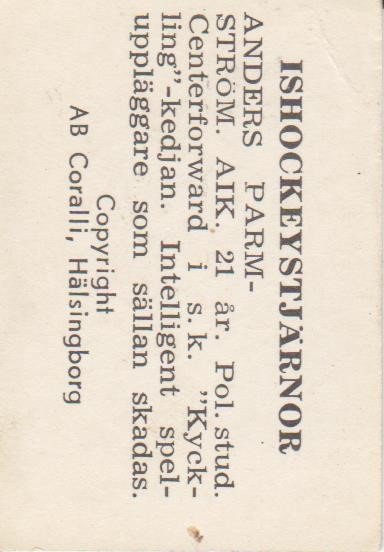 ISHOCKEYSTJÄRNOR
ANDERS PARM-
STRÖM. AIK. 21 år. Pol. stud.
Centerforward i s. k. ”Kyck-
ling”-kedjan. Intelligent spel-
uppläggare som sällan skadas.
Copyright
AB Coralli, Hälsingborg